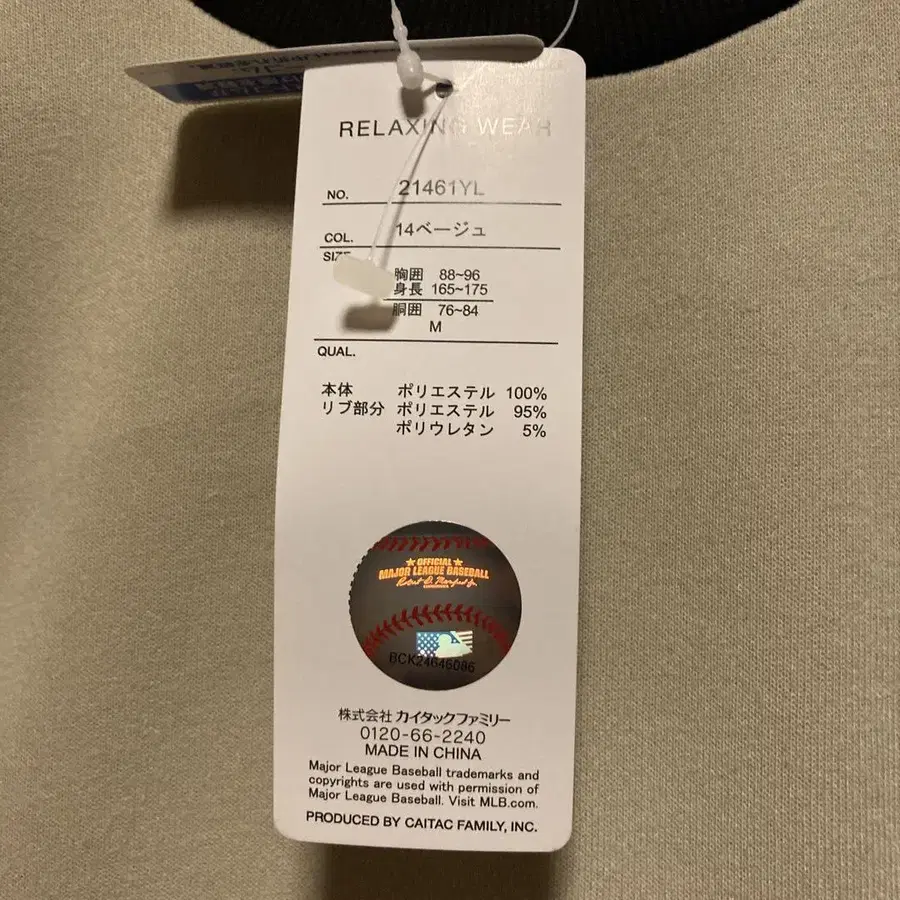 RELAXING WEAR
NO. 21461YL
COL. 14ベージュ
SIZE
胸囲 88~96
身長 165~175
胴囲 76~84
M
QUAL.
本体 ポリエステル 100%
リブ部分 ポリエステル 95%
ポリウレタン 5%
OFFICIAL
MAJOR LEAGUE BASEBALL
BCK24646086
株式会社 カイタックファミリー
0120-66-2240
MADE IN CHINA
Major League Baseball trademarks and
copyrights are used with permission of
Major League Baseball. Visit MLB.com.
PRODUCED BY CAITAC FAMILY, INC.